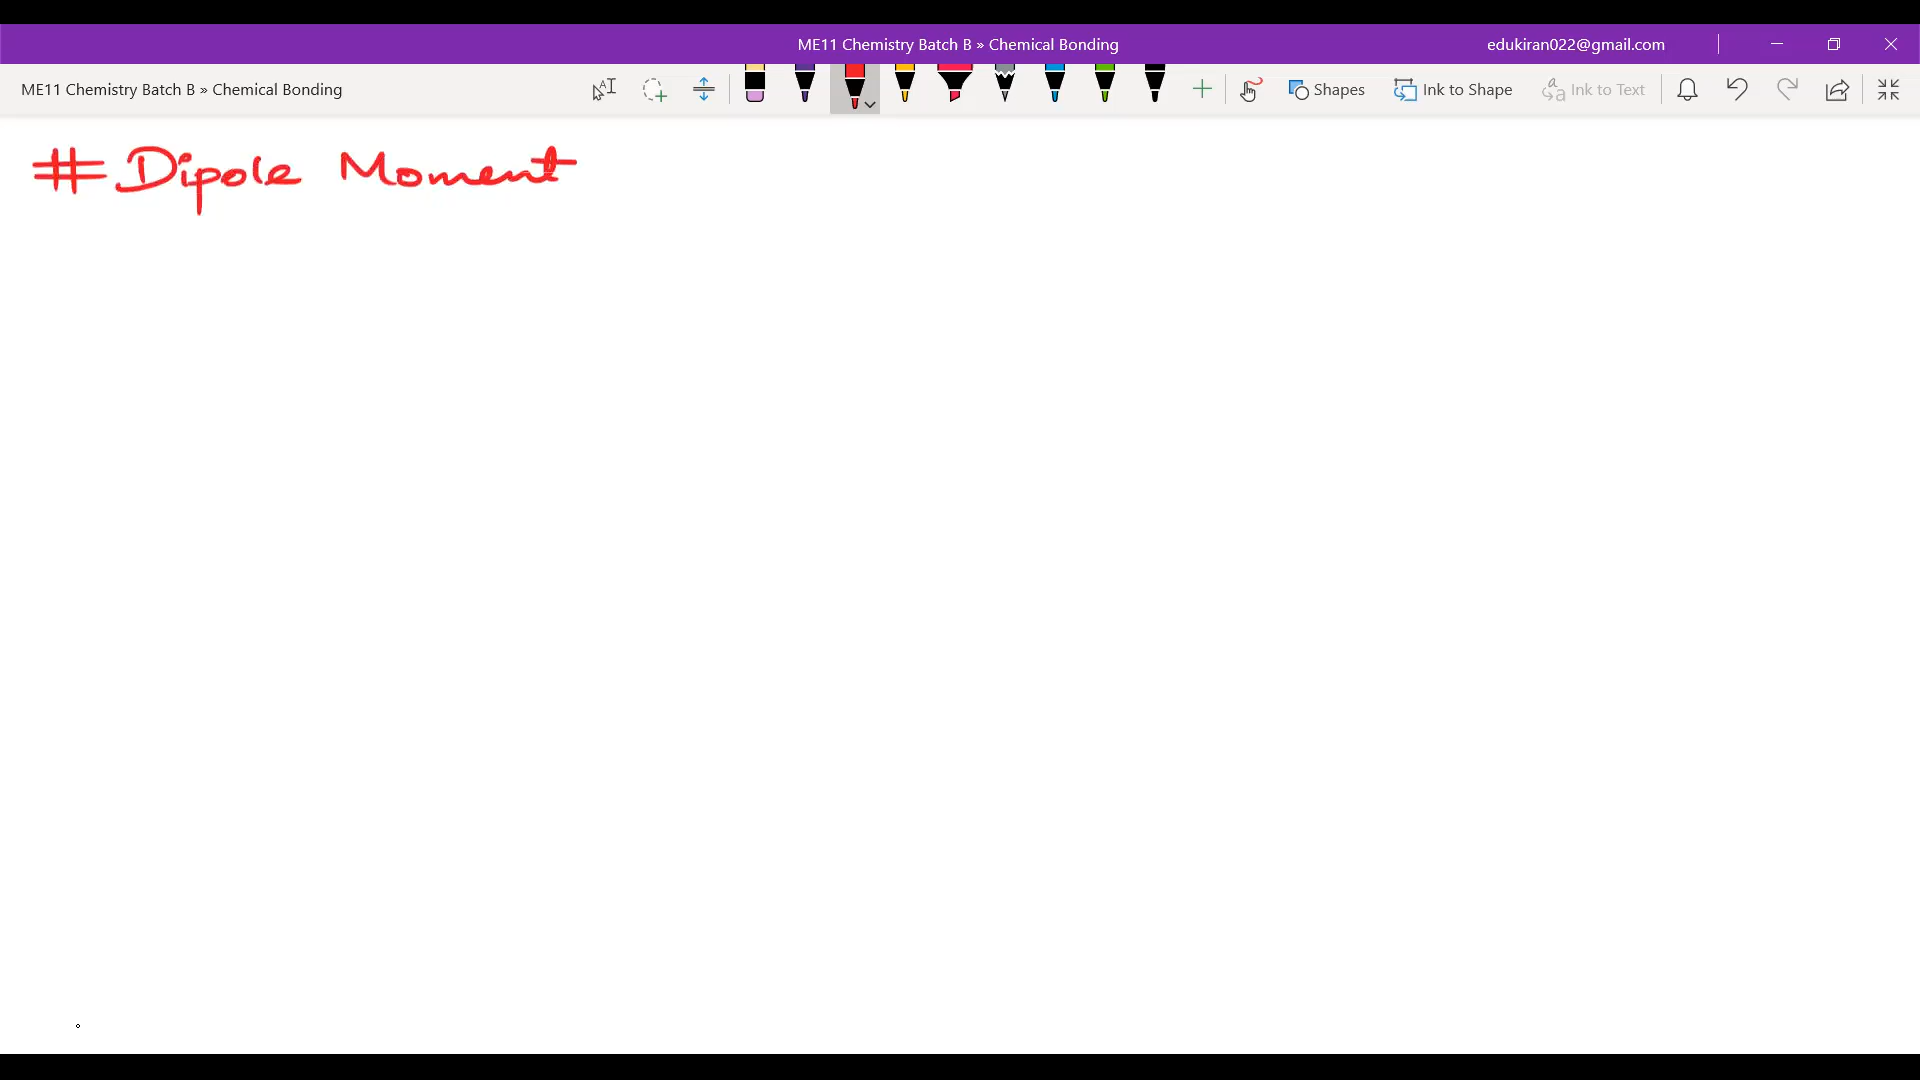 ME11 Chemistry Batch B » Chemical Bonding
edukiran022@gmail.com
ME11 Chemistry Batch B » Chemical Bonding
Shapes
Ink to Shape
Ink to Text
# Dipole Moment